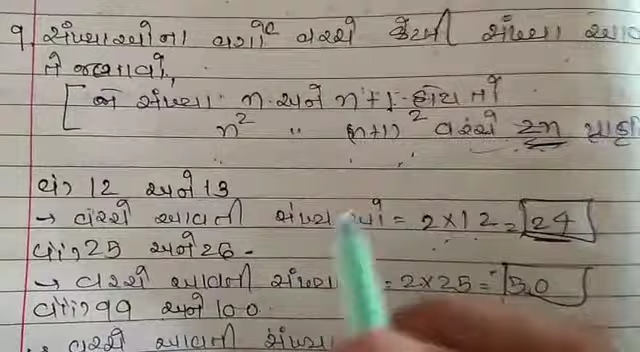 ૧. સંખ્યાઓના વર્ગો વચ્ચે કેટલી સંખ્યા
તે જણાવો.
[જો સંખ્યા n અને n+1 હોય તો
n² " (n+1)² વચ્ચે 2n
i) 12 અને 13
→ વચ્ચે આવતી = 2×12 = 24
ii) 25 અને 26 -
→ વચ્ચે આવતી સંખ્યા = 2×25 = 50
iii) 99 અને 100
વચ્ચે આવતી સંખ્યા